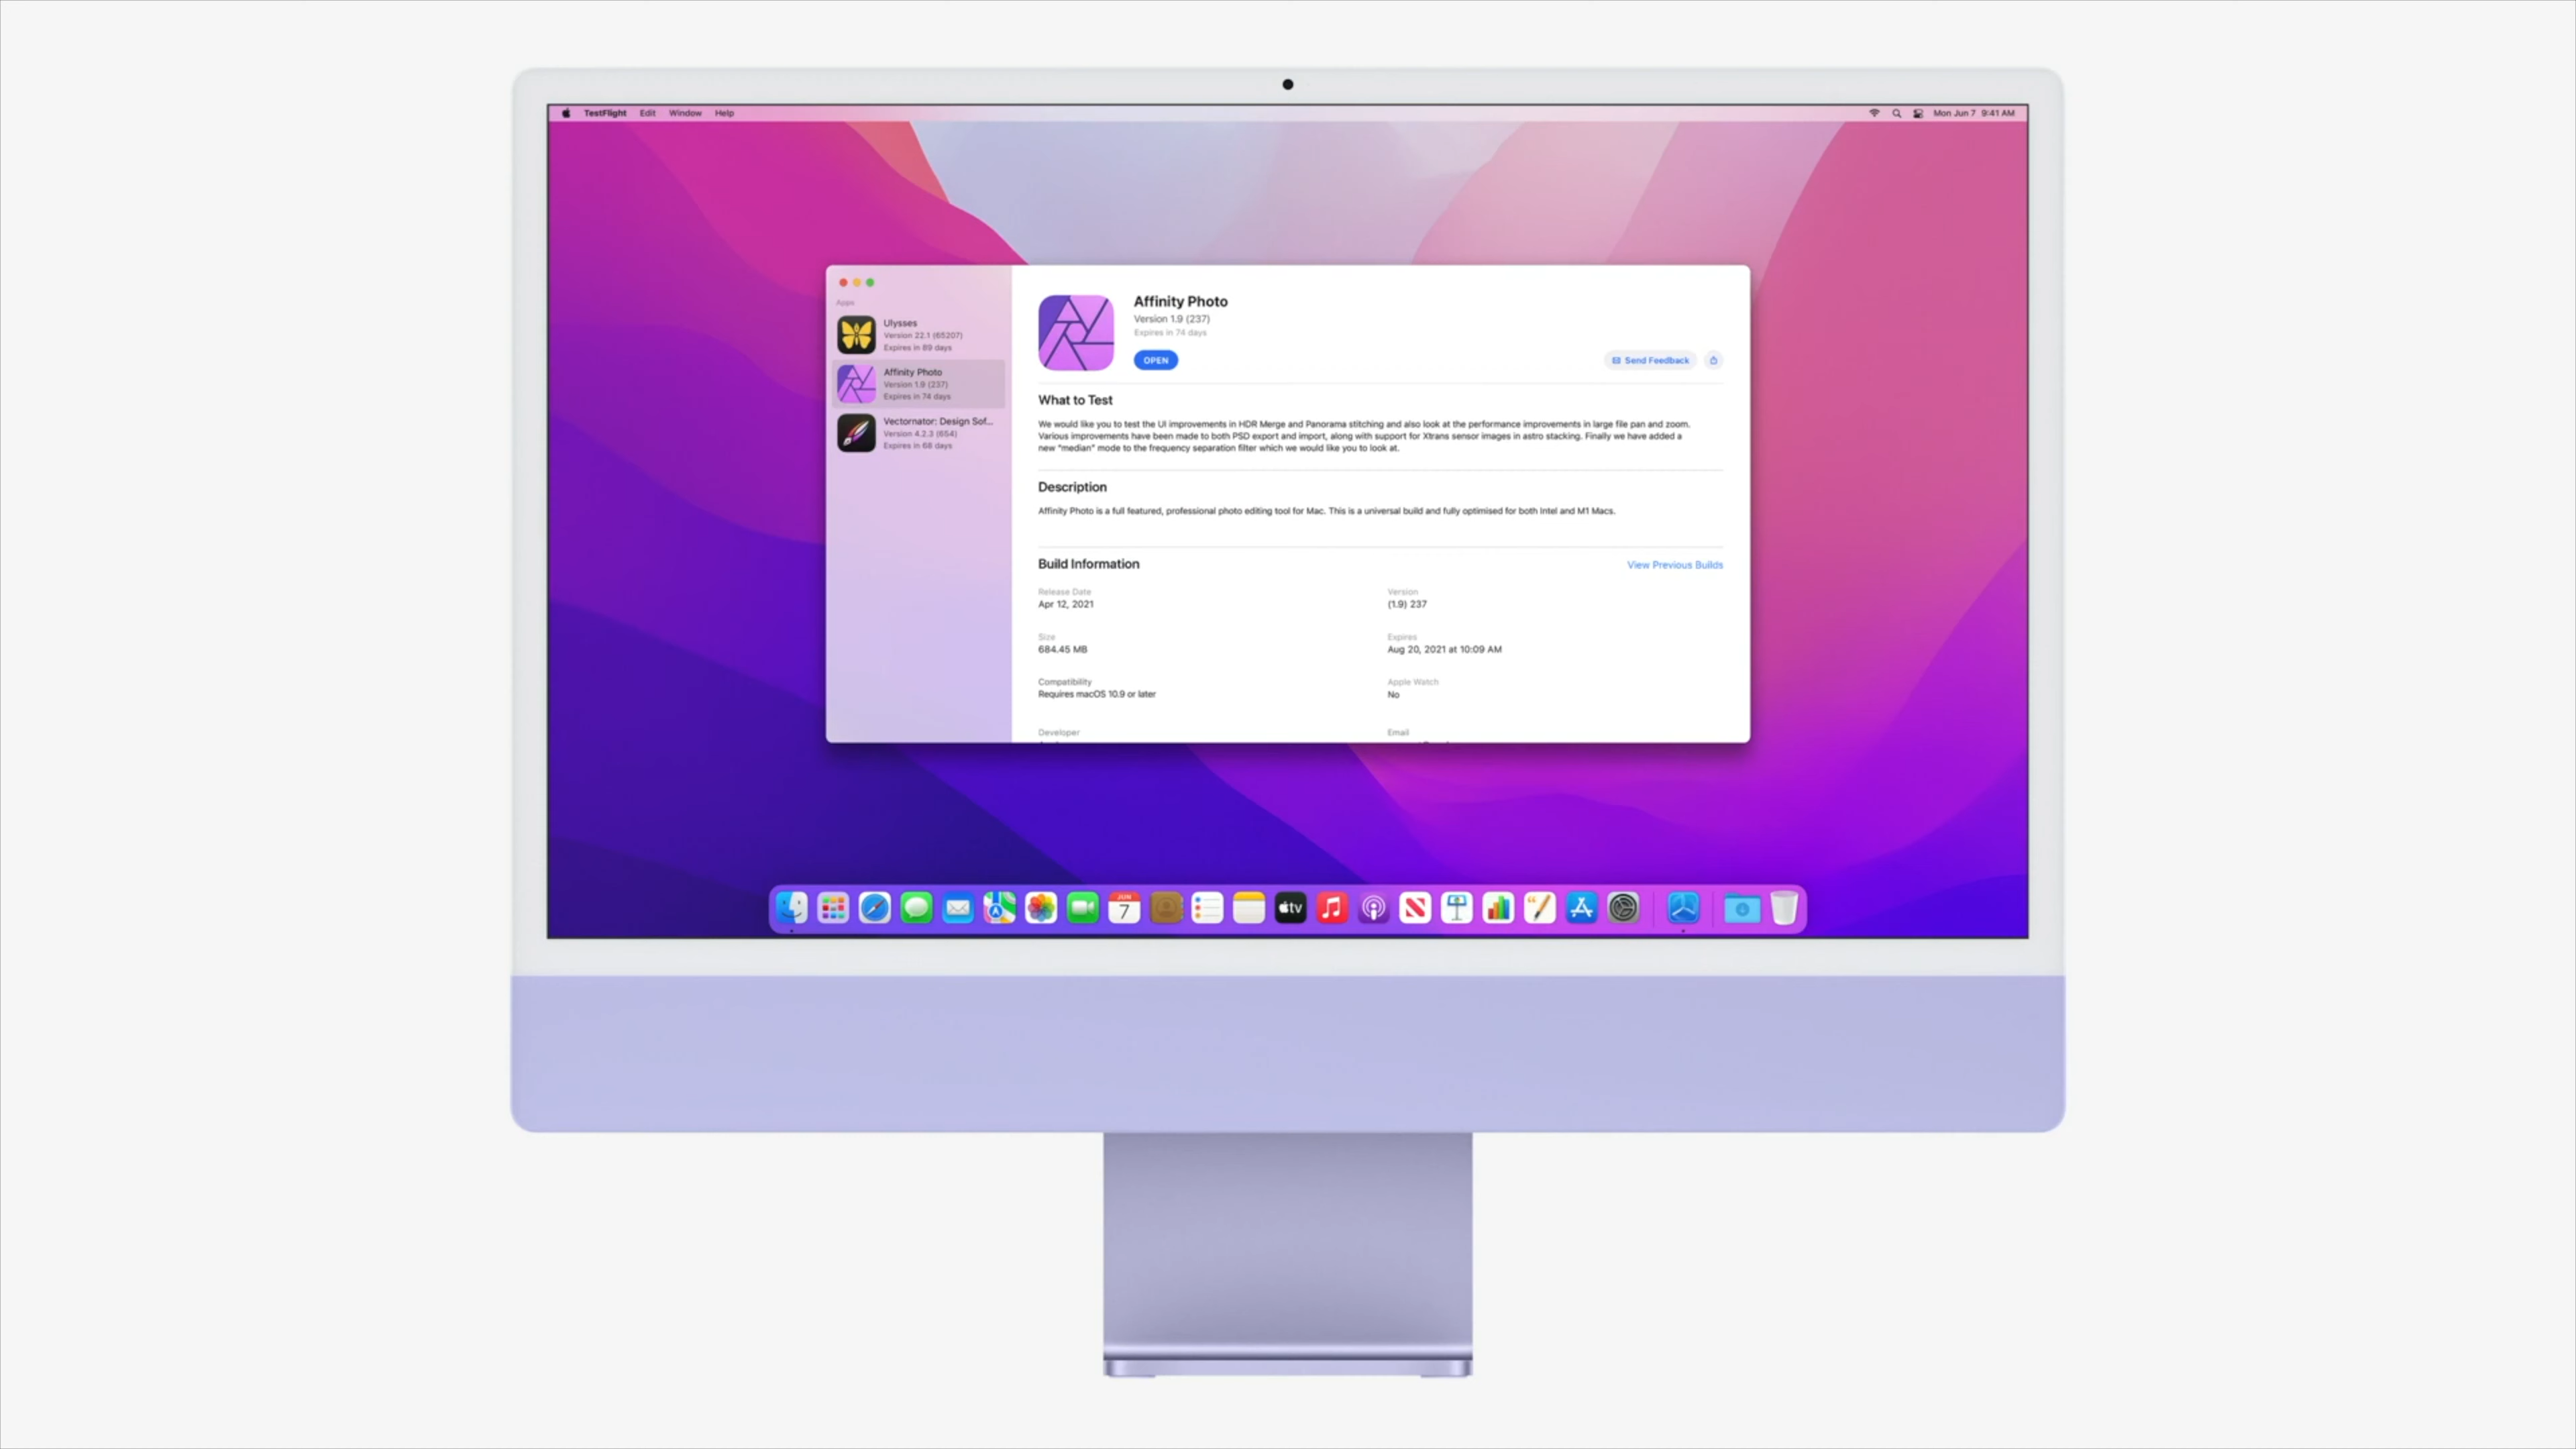 TestFlight Edit Window Help
Mon Jun 7 9:41 AM
Apps
Ulysses
Version 22.1 (65207)
Expires in 89 days
Affinity Photo
Version 1.9 (237)
Expires in 74 days
Vectornator: Design Sof...
Version 4.2.3 (654)
Expires in 68 days
Affinity Photo
Version 1.9 (237)
Expires in 74 days
OPEN
Send Feedback
What to Test
We would like you to test the UI improvements in HDR Merge and Panorama stitching and also look at the performance improvements in large file pan and zoom.
Various improvements have been made to both PSD export and import, along with support for Xtrans sensor images in astro stacking. Finally we have added a
new “median” mode to the frequency separation filter which we would like you to look at.
Description
Affinity Photo is a full featured, professional photo editing tool for Mac. This is a universal build and fully optimised for both Intel and M1 Macs.
Build Information
View Previous Builds
Release Date
Apr 12, 2021
Version
(1.9) 237
Size
684.45 MB
Expires
Aug 20, 2021 at 10:09 AM
Compatibility
Requires macOS 10.9 or later
Apple Watch
No
Developer
Email
JUN
7
tv